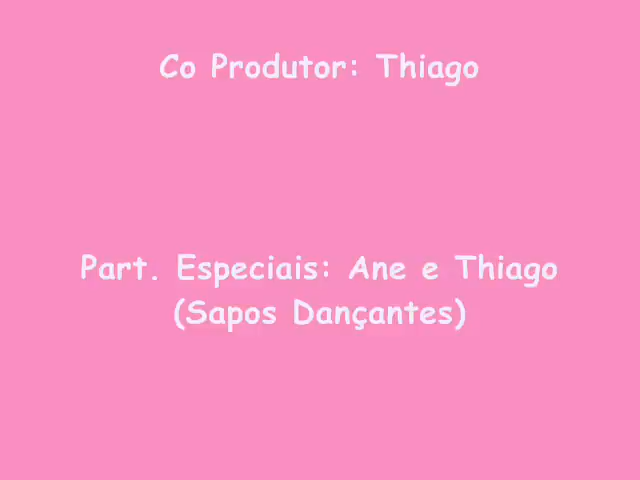 Co Produtor: Thiago
Part. Especiais: Ane e Thiago
(Sapos Dançantes)